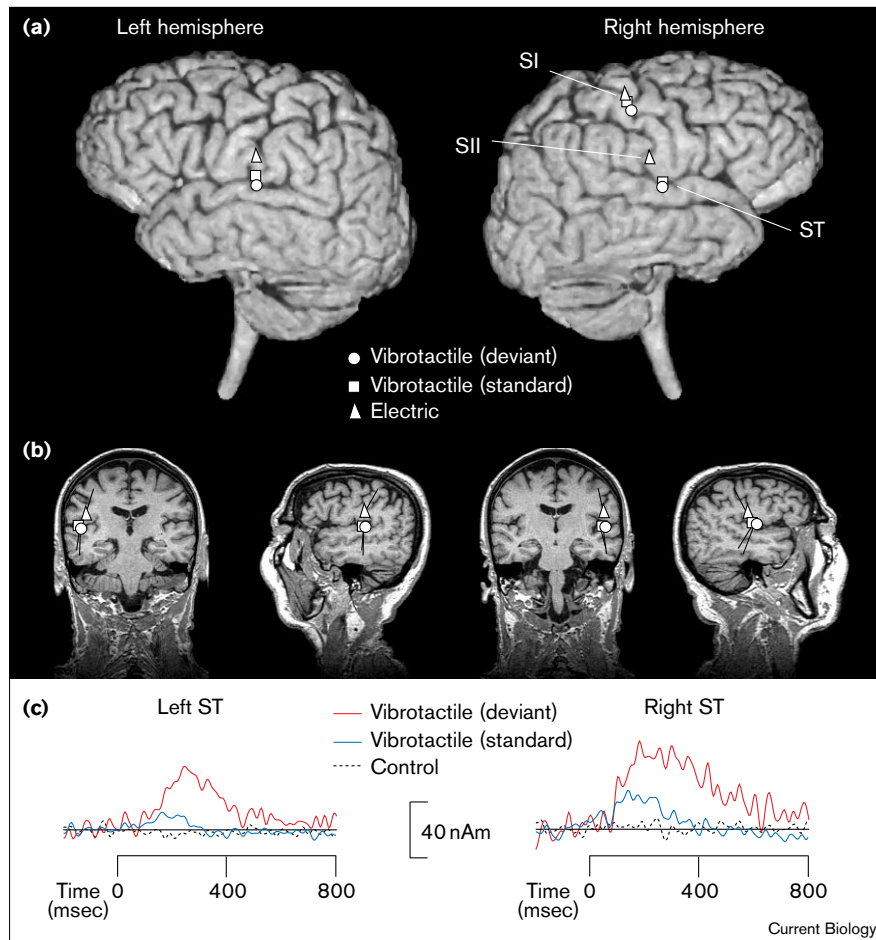 (a)
Left hemisphere
Right hemisphere
SI
SII
ST
Vibrotactile (deviant)
Vibrotactile (standard)
Electric
(b)
(c)
Left ST
Vibrotactile (deviant)
Vibrotactile (standard)
Control
Right ST
40 nAm
Time
(msec)
0
400
800
Time
(msec)
0
400
800
Current Biology